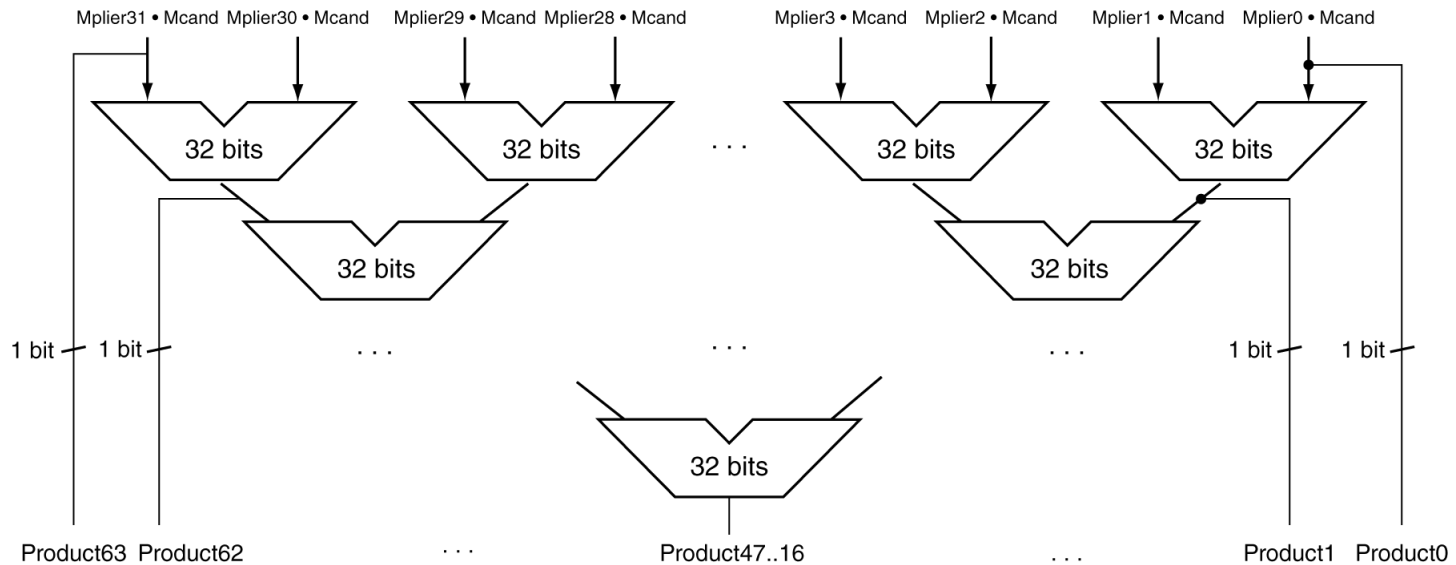 Mplier31 • Mcand Mplier30 • Mcand Mplier29 • Mcand Mplier28 • Mcand Mplier3 • Mcand Mplier2 • Mcand Mplier1 • Mcand Mplier0 • Mcand
32 bits 32 bits . . . 32 bits 32 bits
32 bits 32 bits
1 bit 1 bit . . . . . . . . . 1 bit 1 bit
32 bits
Product63 Product62 . . . Product47..16 . . . Product1 Product0